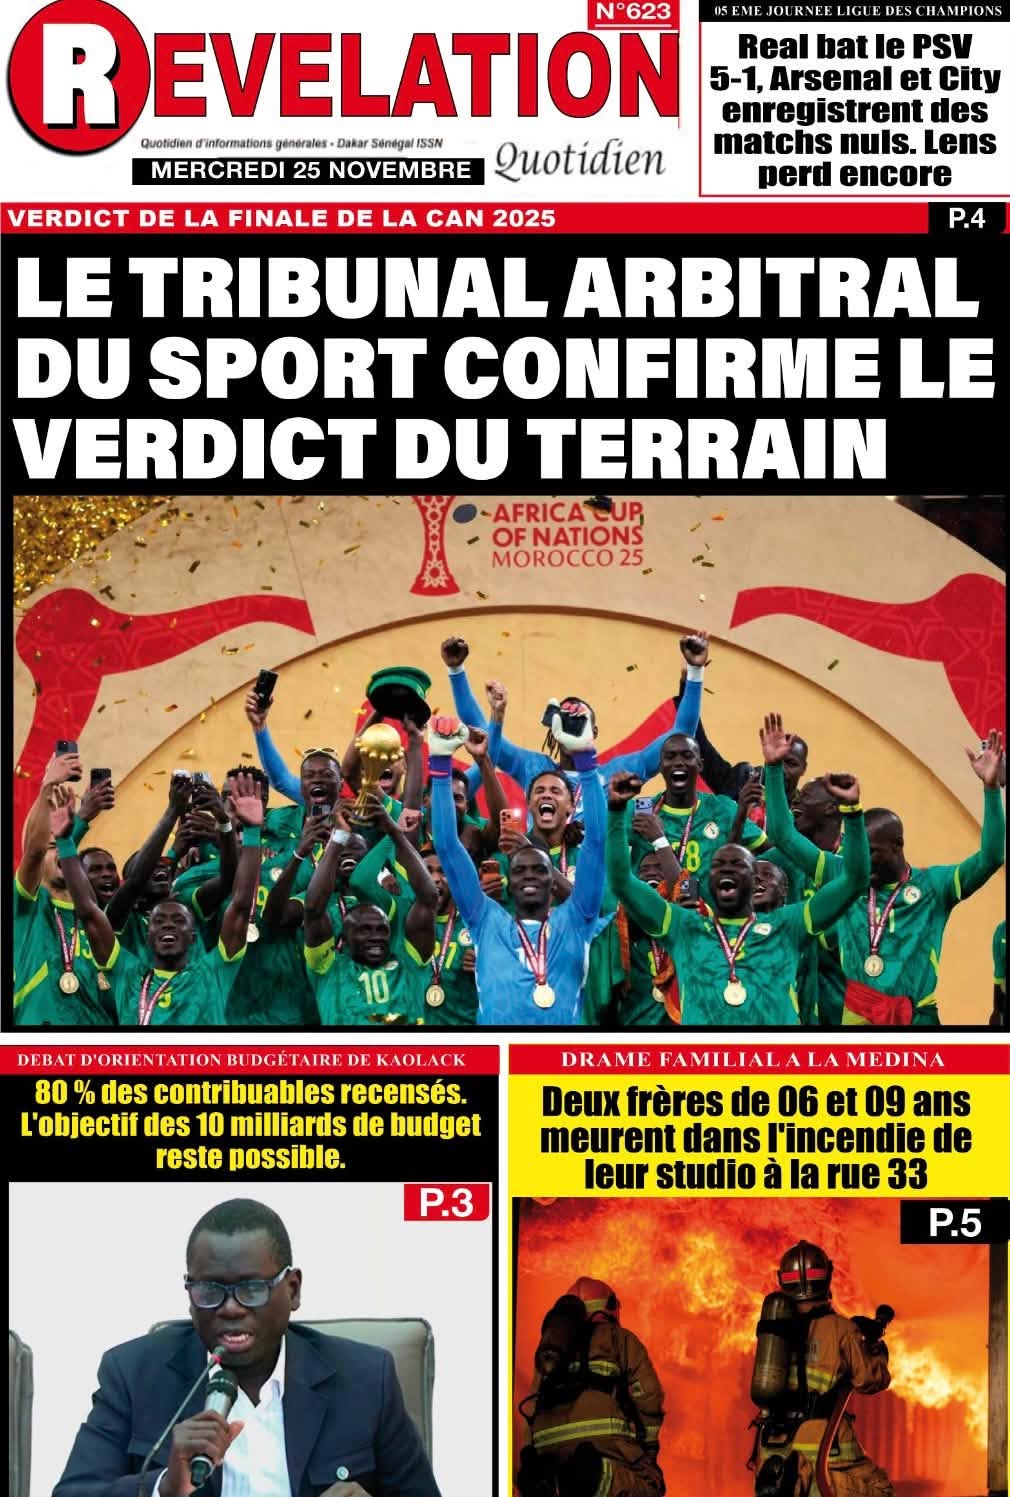 N°623
REVELATION
Quotidien d'informations générales - Dakar Sénégal ISSN
MERCREDI 25 NOVEMBRE
Quotidien
05 EME JOURNEE LIGUE DES CHAMPIONS
Real bat le PSV
5-1, Arsenal et City
enregistrent des
matchs nuls. Lens
perd encore
VERDICT DE LA FINALE DE LA CAN 2025
P.4
LE TRIBUNAL ARBITRAL
DU SPORT CONFIRME LE
VERDICT DU TERRAIN
AFRICA CUP
OF NATIONS
MOROCCO 25
10
8
DEBAT D'ORIENTATION BUDGÉTAIRE DE KAOLACK
80 % des contribuables recensés.
L'objectif des 10 milliards de budget
reste possible.
P.3
DRAME FAMILIAL A LA MEDINA
Deux frères de 06 et 09 ans
meurent dans l'incendie de
leur studio à la rue 33
P.5